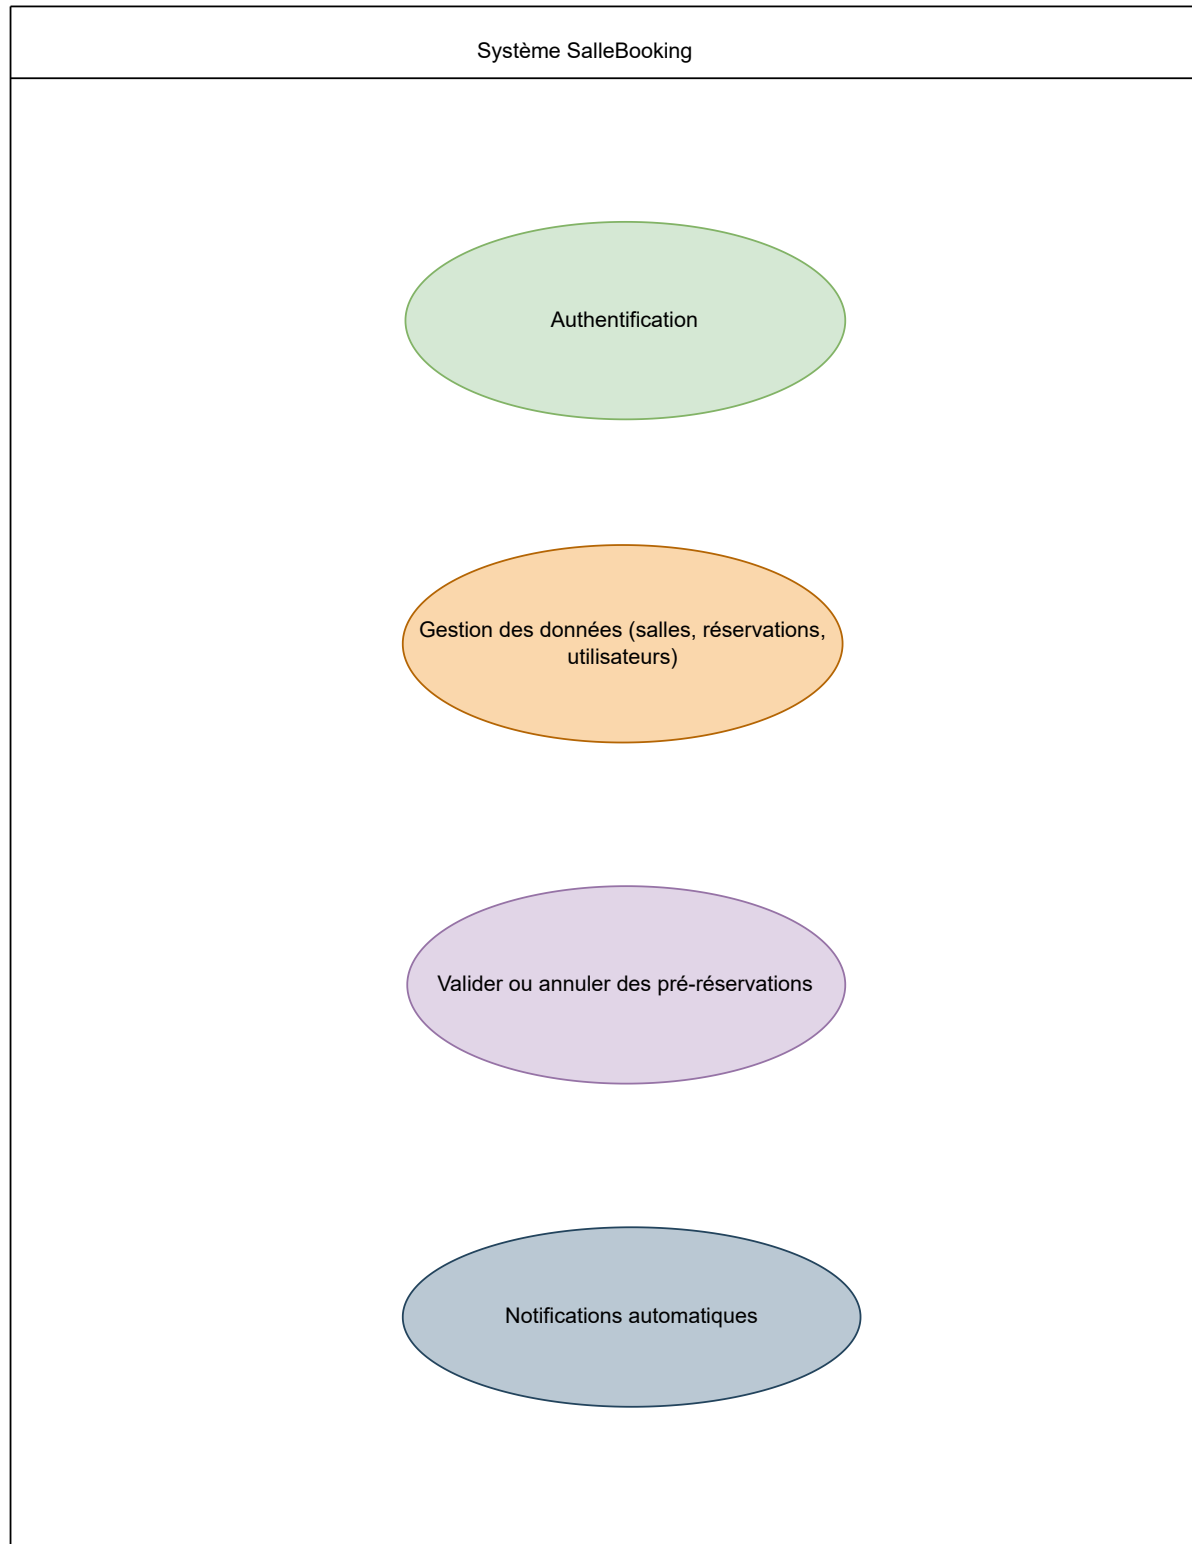 Système SalleBooking
Authentification
Gestion des données (salles, réservations,
utilisateurs)
Valider ou annuler des pré-réservations
Notifications automatiques